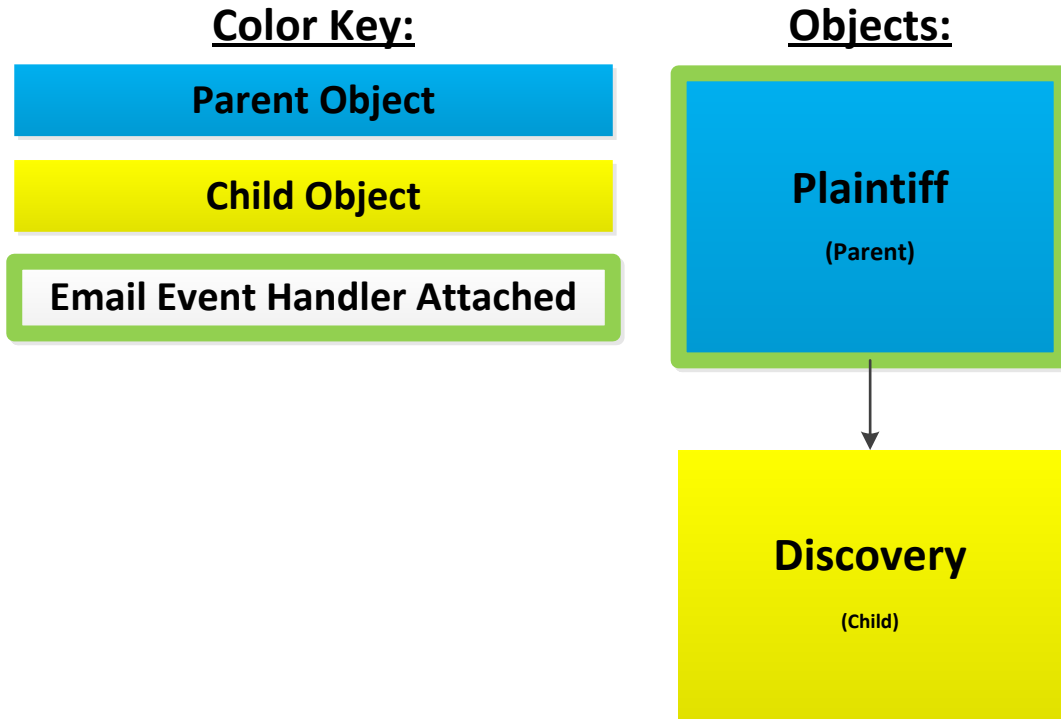 Color Key:
Parent Object
Child Object
Email Event Handler Attached
Objects:
Plaintiff
(Parent)
Discovery
(Child)